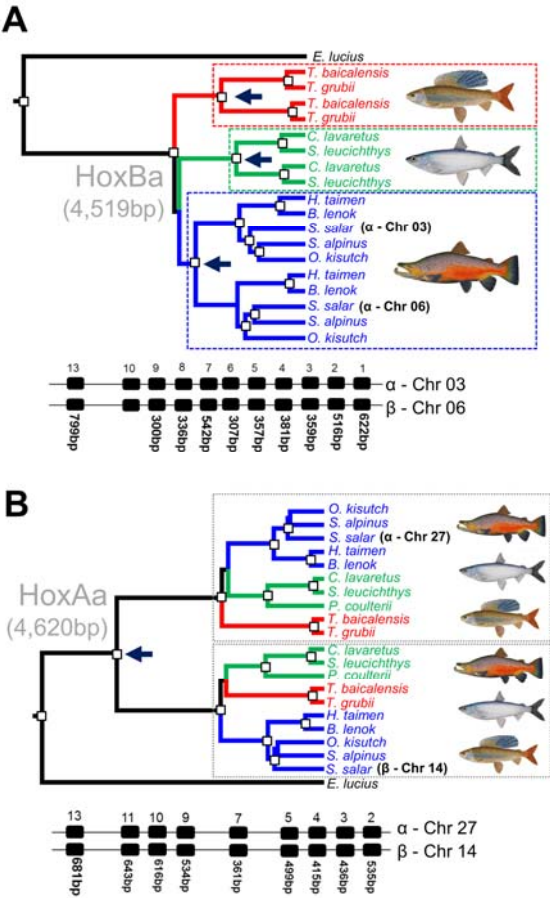 A
E. lucius
T. baicalensis
T. grubii
T. baicalensis
T. grubii
C. lavaretus
S. leucichthys
C. lavaretus
S. leucichthys
HoxBa
(4,519bp)
H. taimen
B. lenok
S. salar (α - Chr 03)
S. alpinus
O. kisutch
H. taimen
B. lenok
S. salar (α - Chr 06)
S. alpinus
O. kisutch
13 10 9 8 7 6 5 4 3 2 1
α - Chr 03
β - Chr 06
799bp 300bp 336bp 542bp 307bp 357bp 381bp 359bp 516bp 622bp
B
O. kisutch
S. alpinus
S. salar (α - Chr 27)
H. taimen
B. lenok
HoxAa
(4,620bp)
C. lavaretus
S. leucichthys
P. coulterii
T. baicalensis
T. grubii
C. lavaretus
S. leucichthys
P. coulterii
T. baicalensis
T. grubii
H. taimen
B. lenok
O. kisutch
S. alpinus
S. salar (β - Chr 14)
E. lucius
13 11 10 9 7 5 4 3 2
α - Chr 27
β - Chr 14
681bp 643bp 616bp 534bp 361bp 499bp 415bp 436bp 535bp